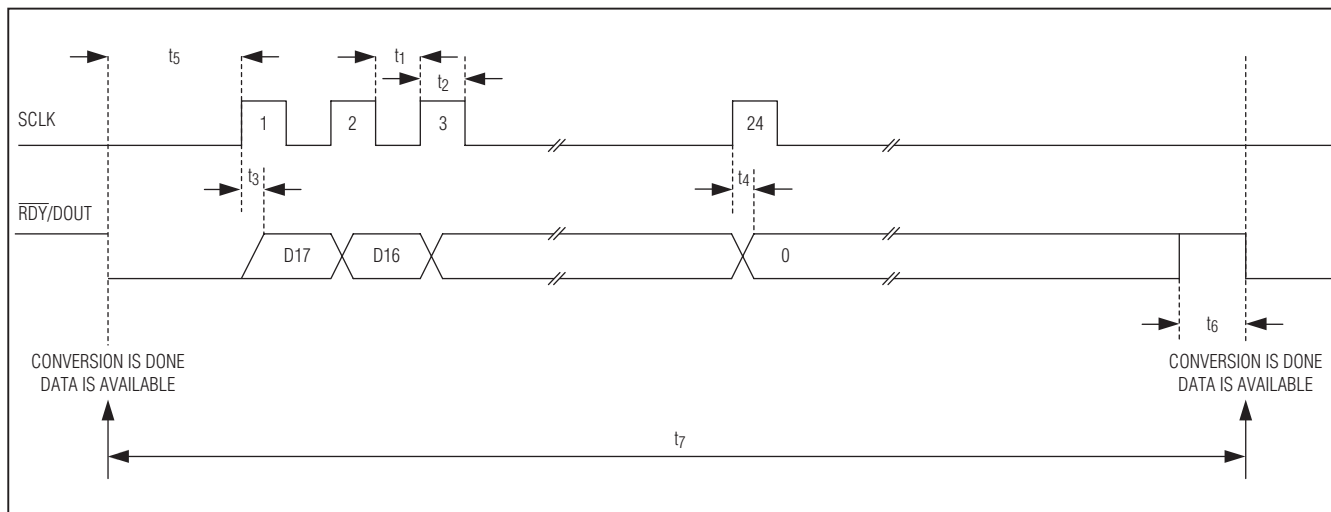 t5
t1
t2
SCLK
1
2
3
24
t3
t4
RDY/DOUT
D17
D16
0
t6
CONVERSION IS DONE
DATA IS AVAILABLE
CONVERSION IS DONE
DATA IS AVAILABLE
t7